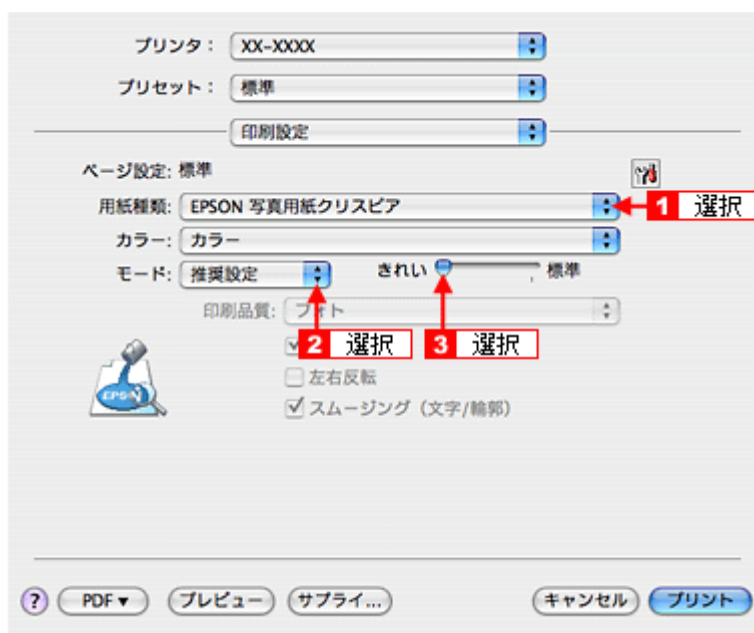 プリンタ： XX-XXXX
プリセット： 標準
印刷設定
ページ設定: 標準
用紙種類: EPSON 写真用紙クリスピア 1 選択
カラー: カラー
モード: 推奨設定 きれい 標準
印刷品質: フォト
2 選択 3 選択
EPSON
左右反転
スムージング（文字/輪郭）
? PDF▼ プレビュー サプライ... キャンセル プリント